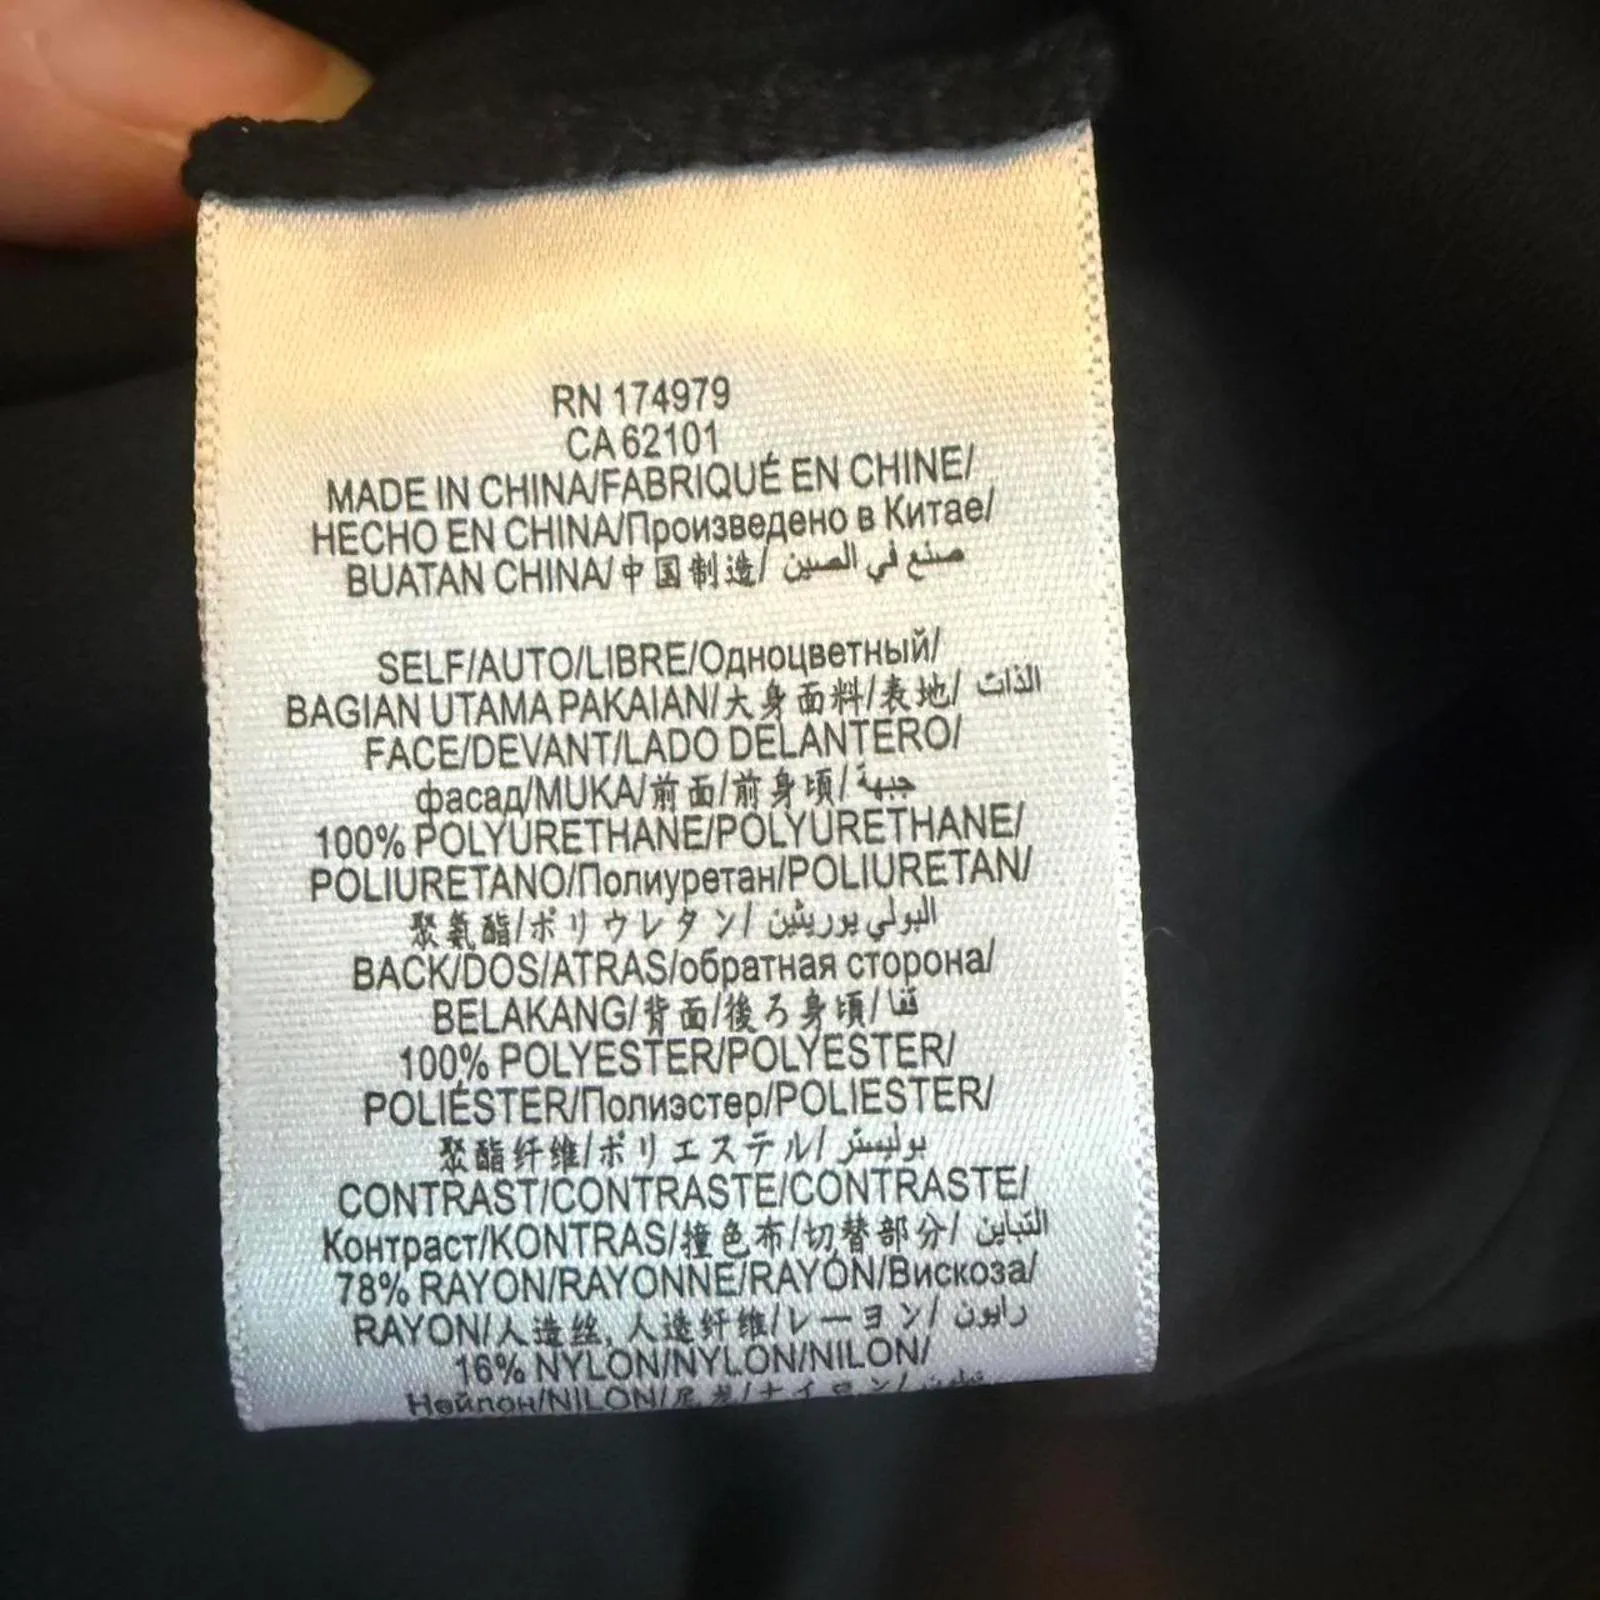 RN 174979
CA 62101
MADE IN CHINA/FABRIQUÉ EN CHINE/
HECHO EN CHINA/Произведено в Китае/
BUATAN CHINA/中国制造/ صنع في الصين
SELF/AUTO/LIBRE/Одноцветный/
BAGIAN UTAMA PAKAIAN/大身面料/表地/ الذات
FACE/DEVANT/LADO DELANTERO/
фасад/MUKA/前面/前身頃/ جبهة
100% POLYURETHANE/POLYURETHANE/
POLIURETANO/Полиуретан/POLIURETAN/
聚氨酯/ポリウレタン/ البولي يوريثين
BACK/DOS/ATRAS/обратная сторона/
BELAKANG/背面/後ろ身頃/ قفا
100% POLYESTER/POLYESTER/
POLIÉSTER/Полиэстер/POLIESTER/
聚酯纤维/ポリエステル/ بوليستر
CONTRAST/CONTRASTE/CONTRASTE/
Контраст/KONTRAS/撞色布/切替部分/ التباين
78% RAYON/RAYONNE/RAYÓN/Вискоза/
RAYON/人造丝, 人造纤维/レーヨン/ رايون
16% NYLON/NYLON/NILON/
Нейлон/NILON/尼龙/ナイロン/